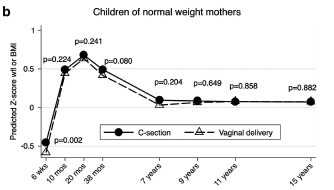 b
Children of normal weight mothers
Predicted Z-score wfl or BMI
1
0.5
0
-0.5
p=0.002
p=0.224
p=0.241
p=0.080
p=0.204
p=0.649
p=0.858
p=0.882
C-section
Vaginal delivery
6 wks
10 mos
20 mos
38 mos
7 years
9 years
11 years
15 years